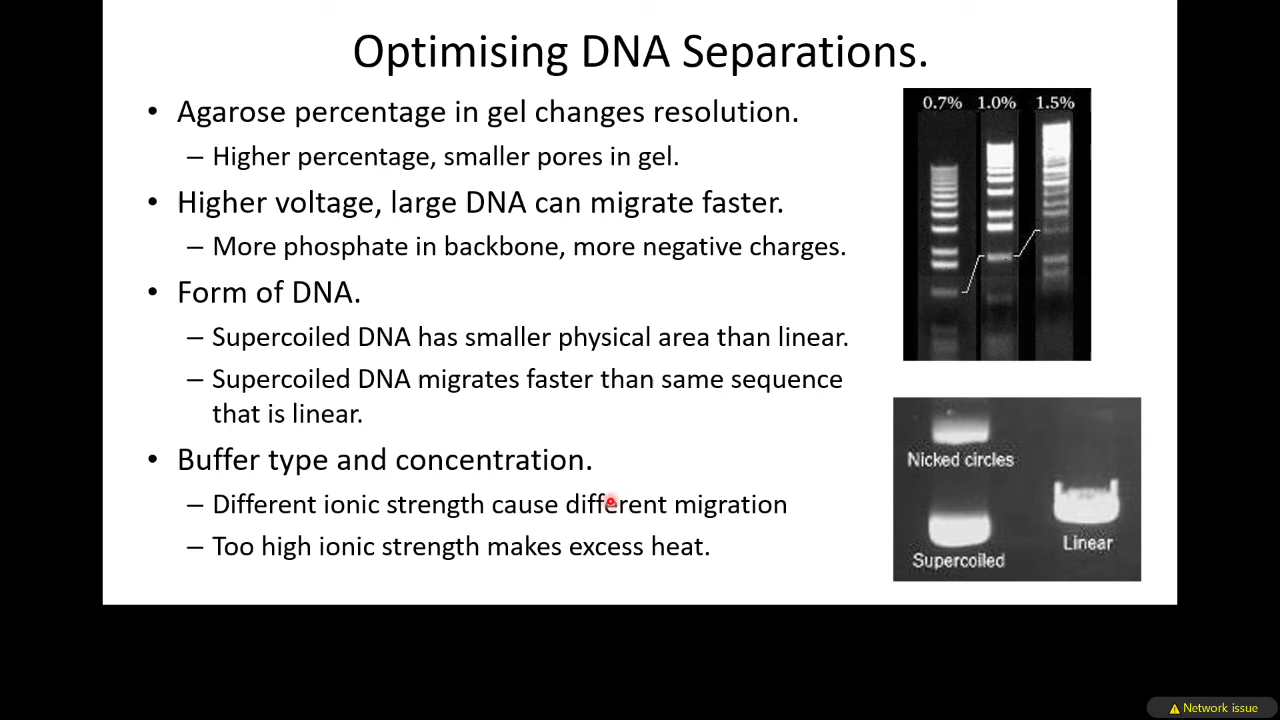 Optimising DNA Separations.
• Agarose percentage in gel changes resolution.
– Higher percentage, smaller pores in gel.
• Higher voltage, large DNA can migrate faster.
– More phosphate in backbone, more negative charges.
• Form of DNA.
– Supercoiled DNA has smaller physical area than linear.
– Supercoiled DNA migrates faster than same sequence
that is linear.
• Buffer type and concentration.
– Different ionic strength cause different migration
– Too high ionic strength makes excess heat.
0.7% 1.0% 1.5%
Nicked circles
Supercoiled
Linear
Network issue